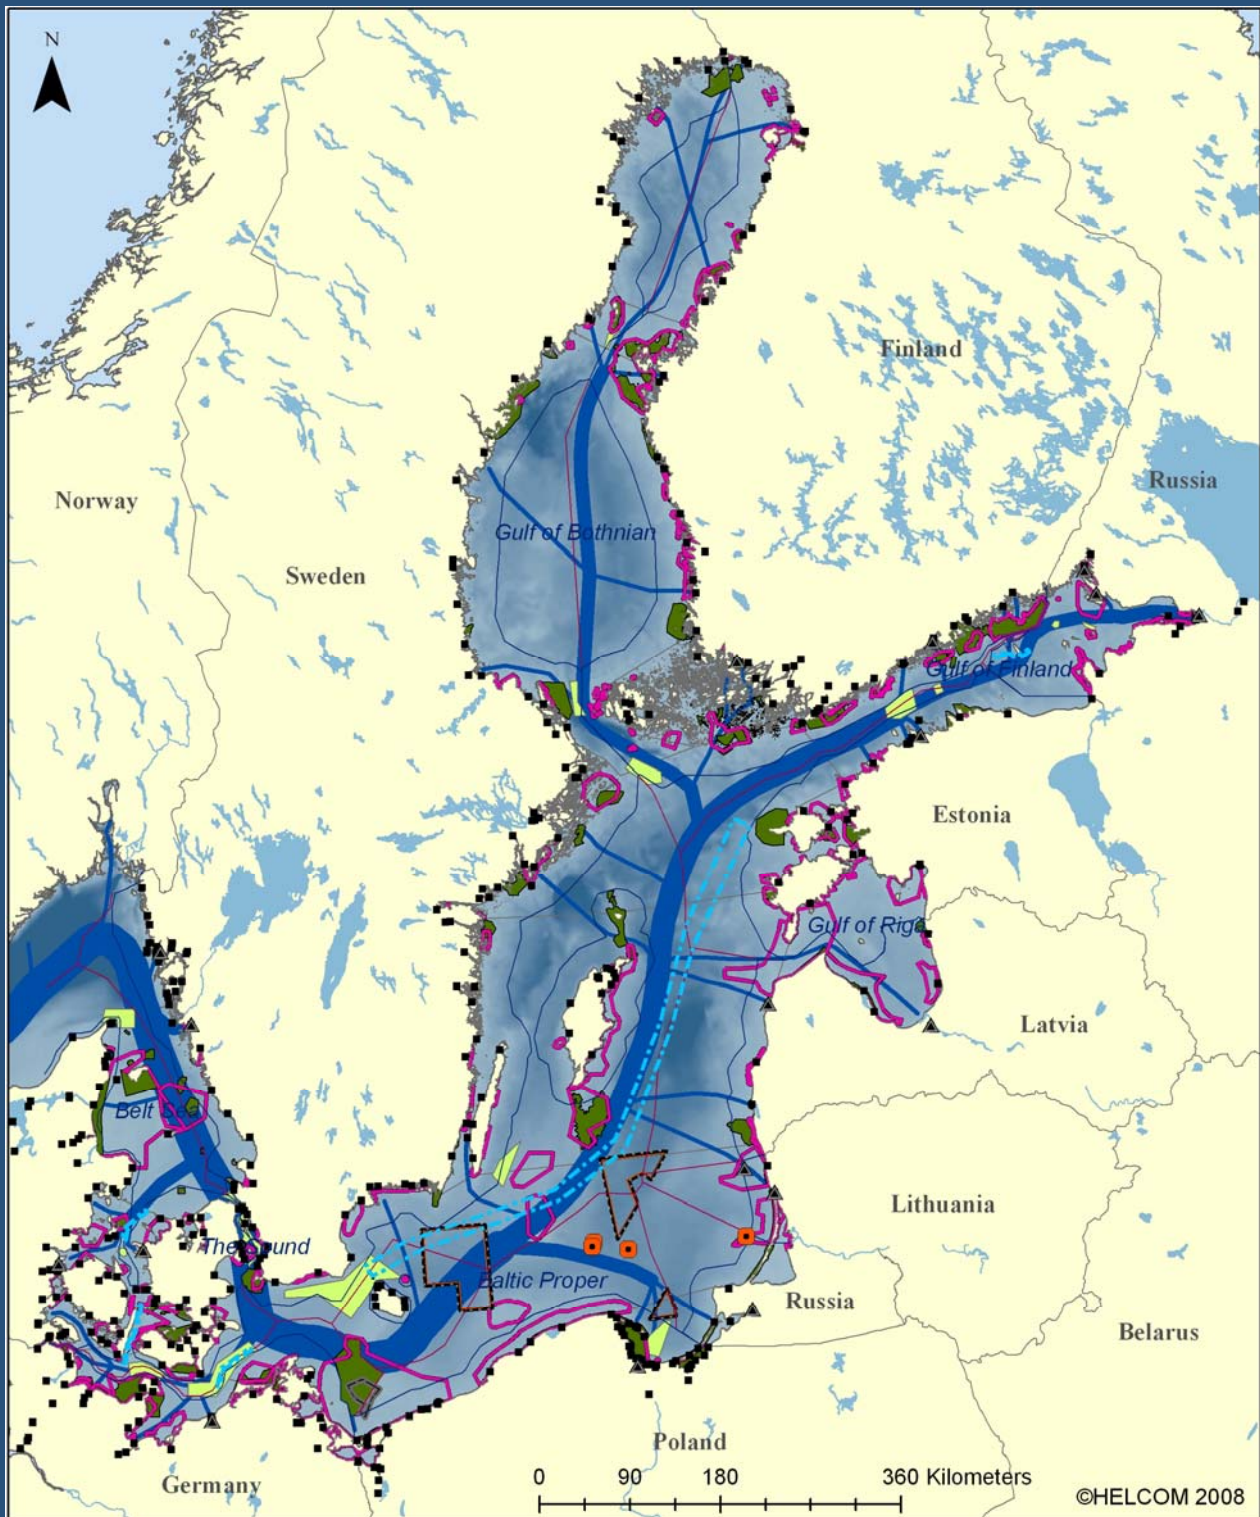 N
Finland
Russia
Norway
Gulf of Bothnian
Sweden
Gulf of Finland
Estonia
Gulf of Riga
Latvia
Belt Sea
Lithuania
The Sound
Baltic Proper
Russia
Belarus
Poland
Germany
0 90 180 360 Kilometers
©HELCOM 2008